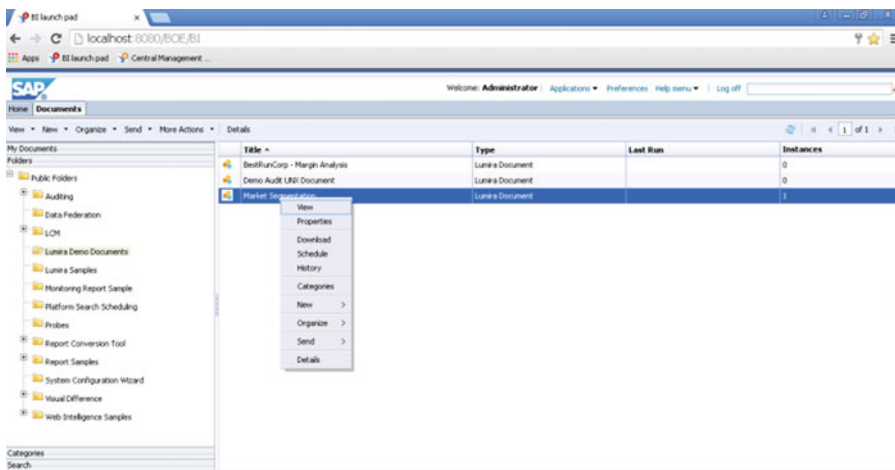 BI launch pad
localhost:8080/BOE/BI
Apps BI launch pad Central Management ...
SAP
Welcome: Administrator | Applications Preferences Help menu | Log off
Home Documents
View New Organize Send More Actions Details
1 of 1
My Documents
Folders
Public Folders
Auditing
Data Federation
LCM
Lumira Demo Documents
Lumira Samples
Monitoring Report Sample
Platform Search Scheduling
Probes
Report Conversion Tool
Report Samples
System Configuration Wizard
Visual Difference
Web Intelligence Samples
Categories
Search
Title Type Last Run Instances
BestRunCorp - Margin Analysis Lumira Document 0
Demo Audit UNX Document Lumira Document 0
Market Segmentation Lumira Document 1
View
Properties
Download
Schedule
History
Categories
New
Organize
Send
Details